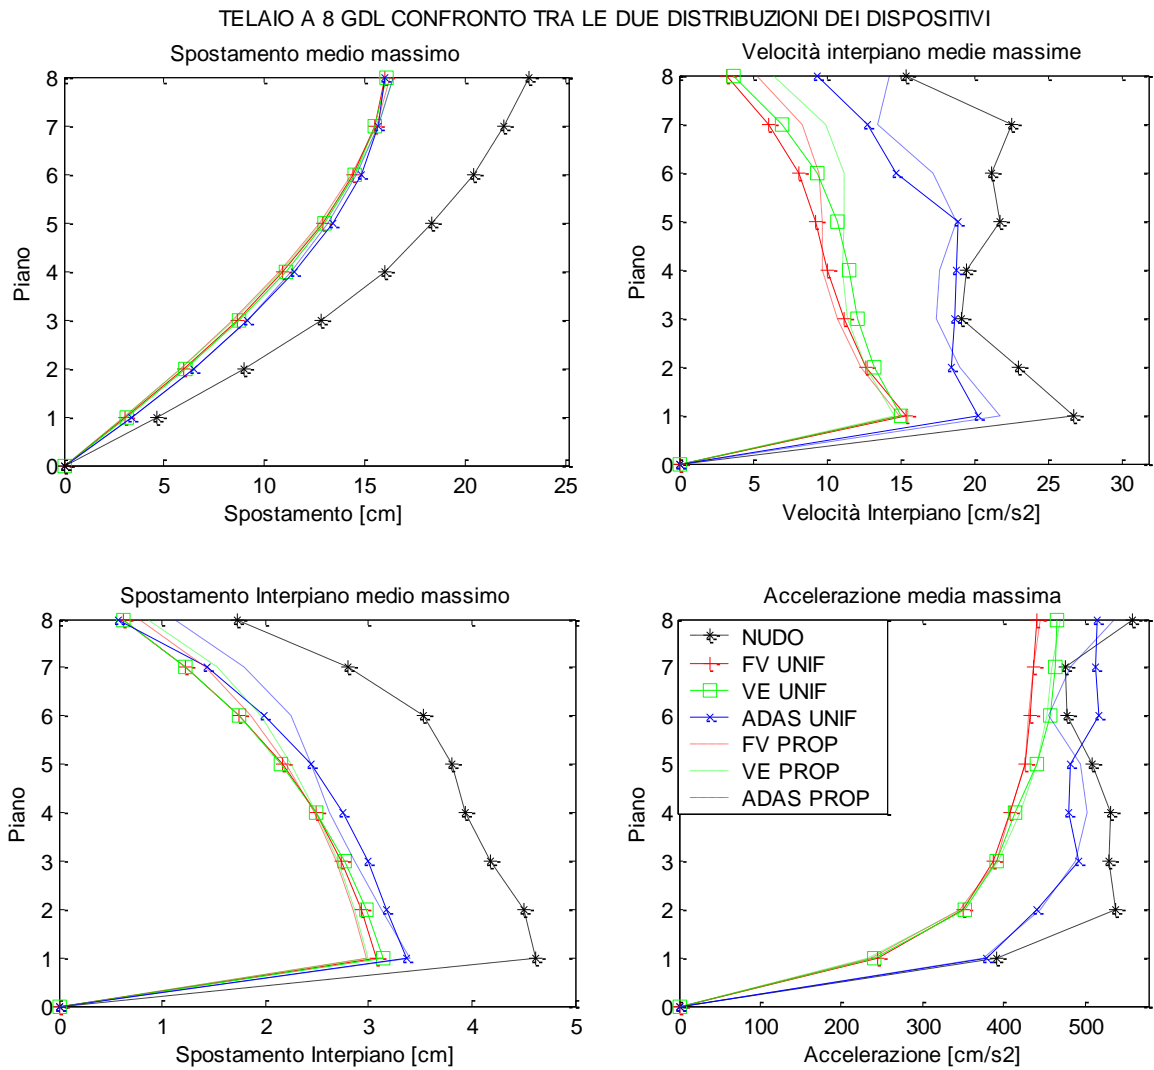 TELAIO A 8 GDL CONFRONTO TRA LE DUE DISTRIBUZIONI DEI DISPOSITIVI
Spostamento medio massimo
8
7
6
5
4
3
2
1
0
Piano
0 5 10 15 20 25
Spostamento [cm]
Velocità interpiano medie massime
8
7
6
5
4
3
2
1
0
Piano
0 5 10 15 20 25 30
Velocità Interpiano [cm/s2]
Spostamento Interpiano medio massimo
8
7
6
5
4
3
2
1
0
Piano
0 1 2 3 4 5
Spostamento Interpiano [cm]
Accelerazione media massima
8
7
6
5
4
3
2
1
0
Piano
NUDO
FV UNIF
VE UNIF
ADAS UNIF
FV PROP
VE PROP
ADAS PROP
0 100 200 300 400 500
Accelerazione [cm/s2]